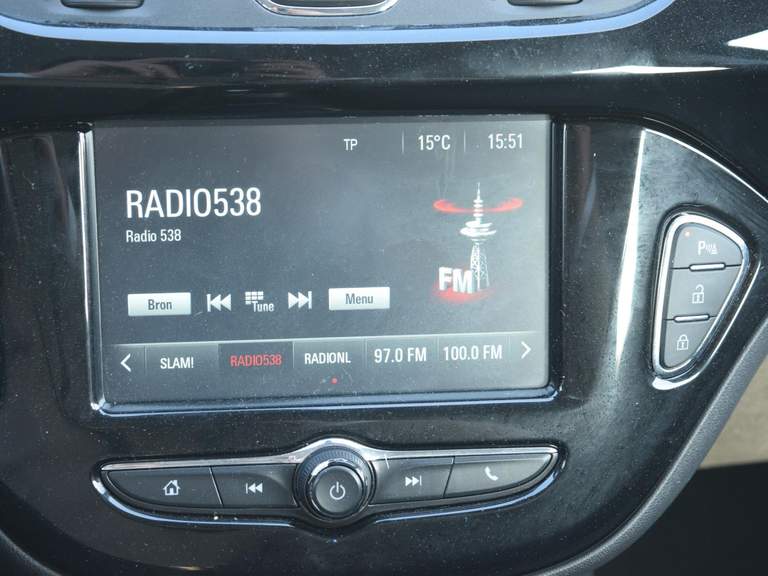 TP 15°C 15:51
RADIO538
Radio 538
FM
Bron Tune Menu
SLAM! RADIO538 RADIONL 97.0 FM 100.0 FM
P